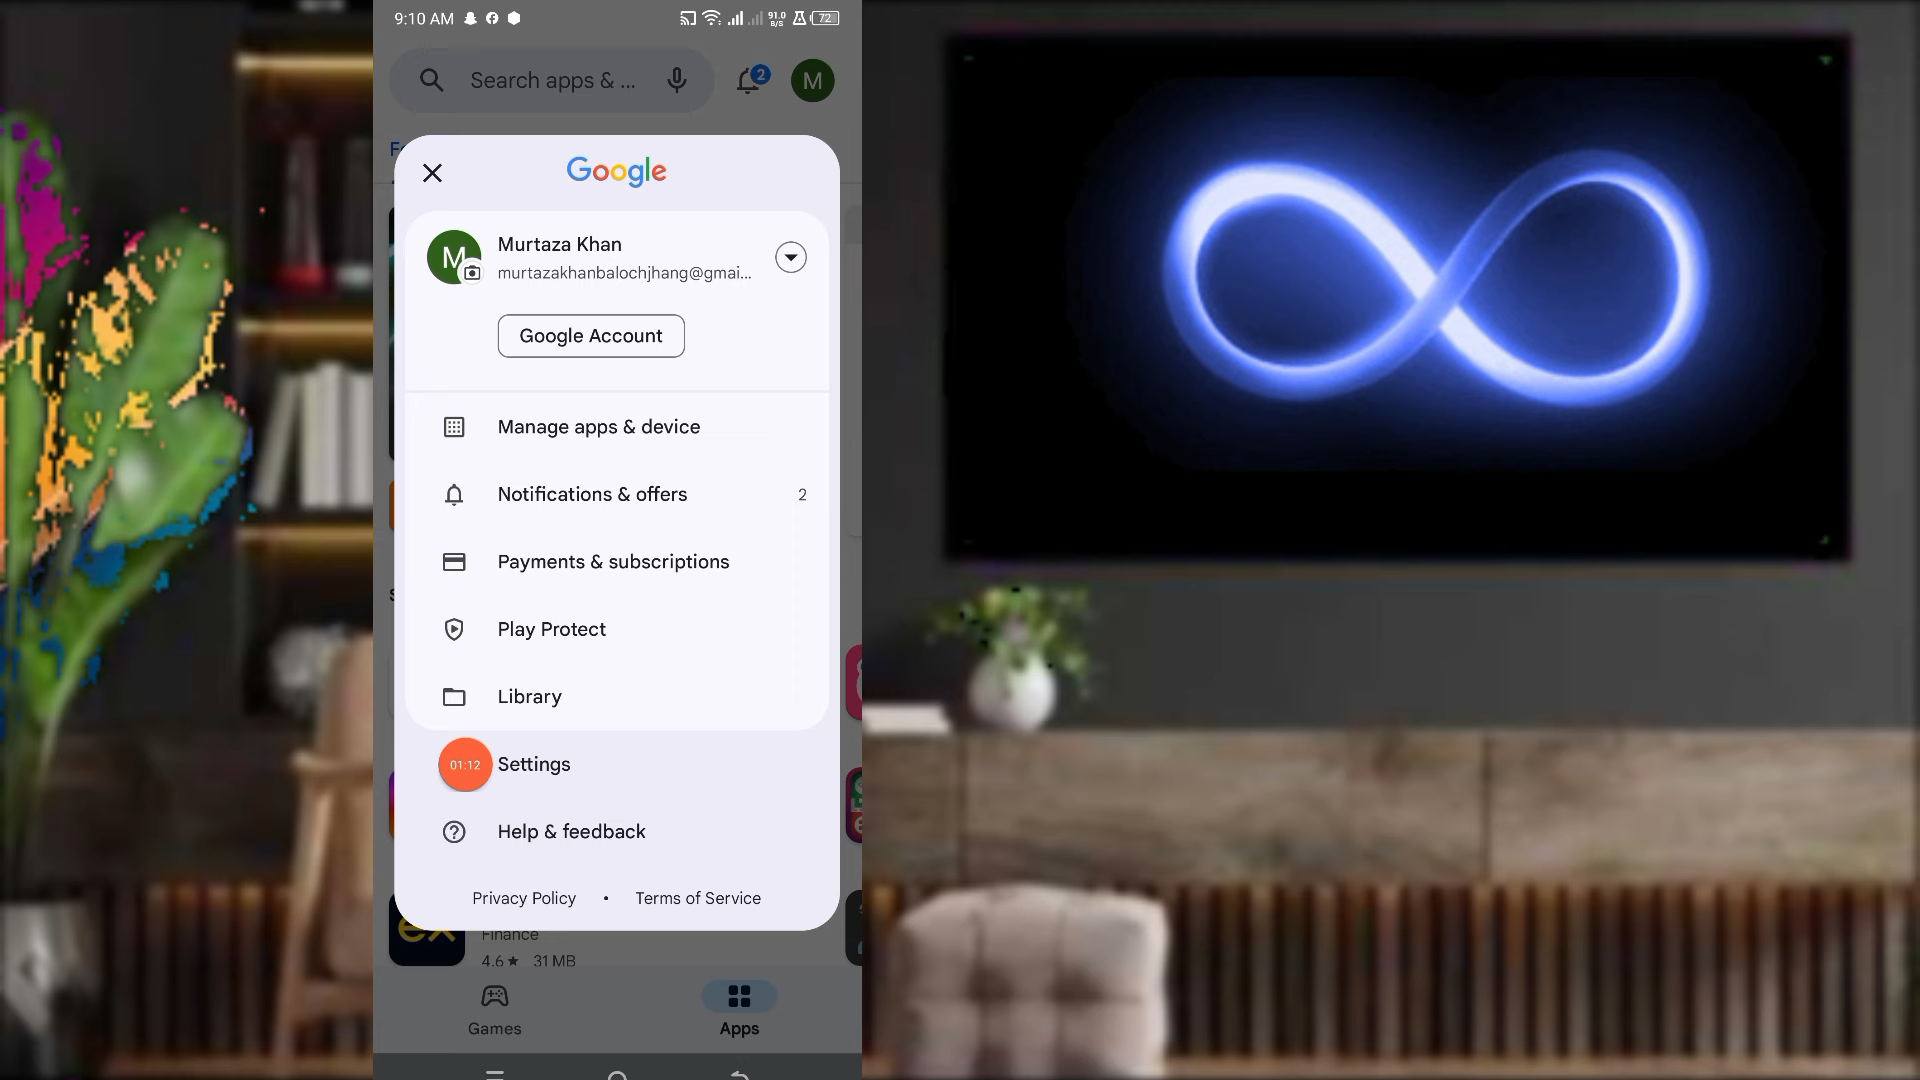 9:10 AM
91.0
B/S
72
Search apps & ...
2
M
Google
M
Murtaza Khan
murtazakhanbalochjhang@gmai...
Google Account
Manage apps & device
Notifications & offers
2
Payments & subscriptions
Play Protect
Library
01:12
Settings
Help & feedback
Privacy Policy • Terms of Service
ex
Finance
4.6★ 31 MB
Games
Apps